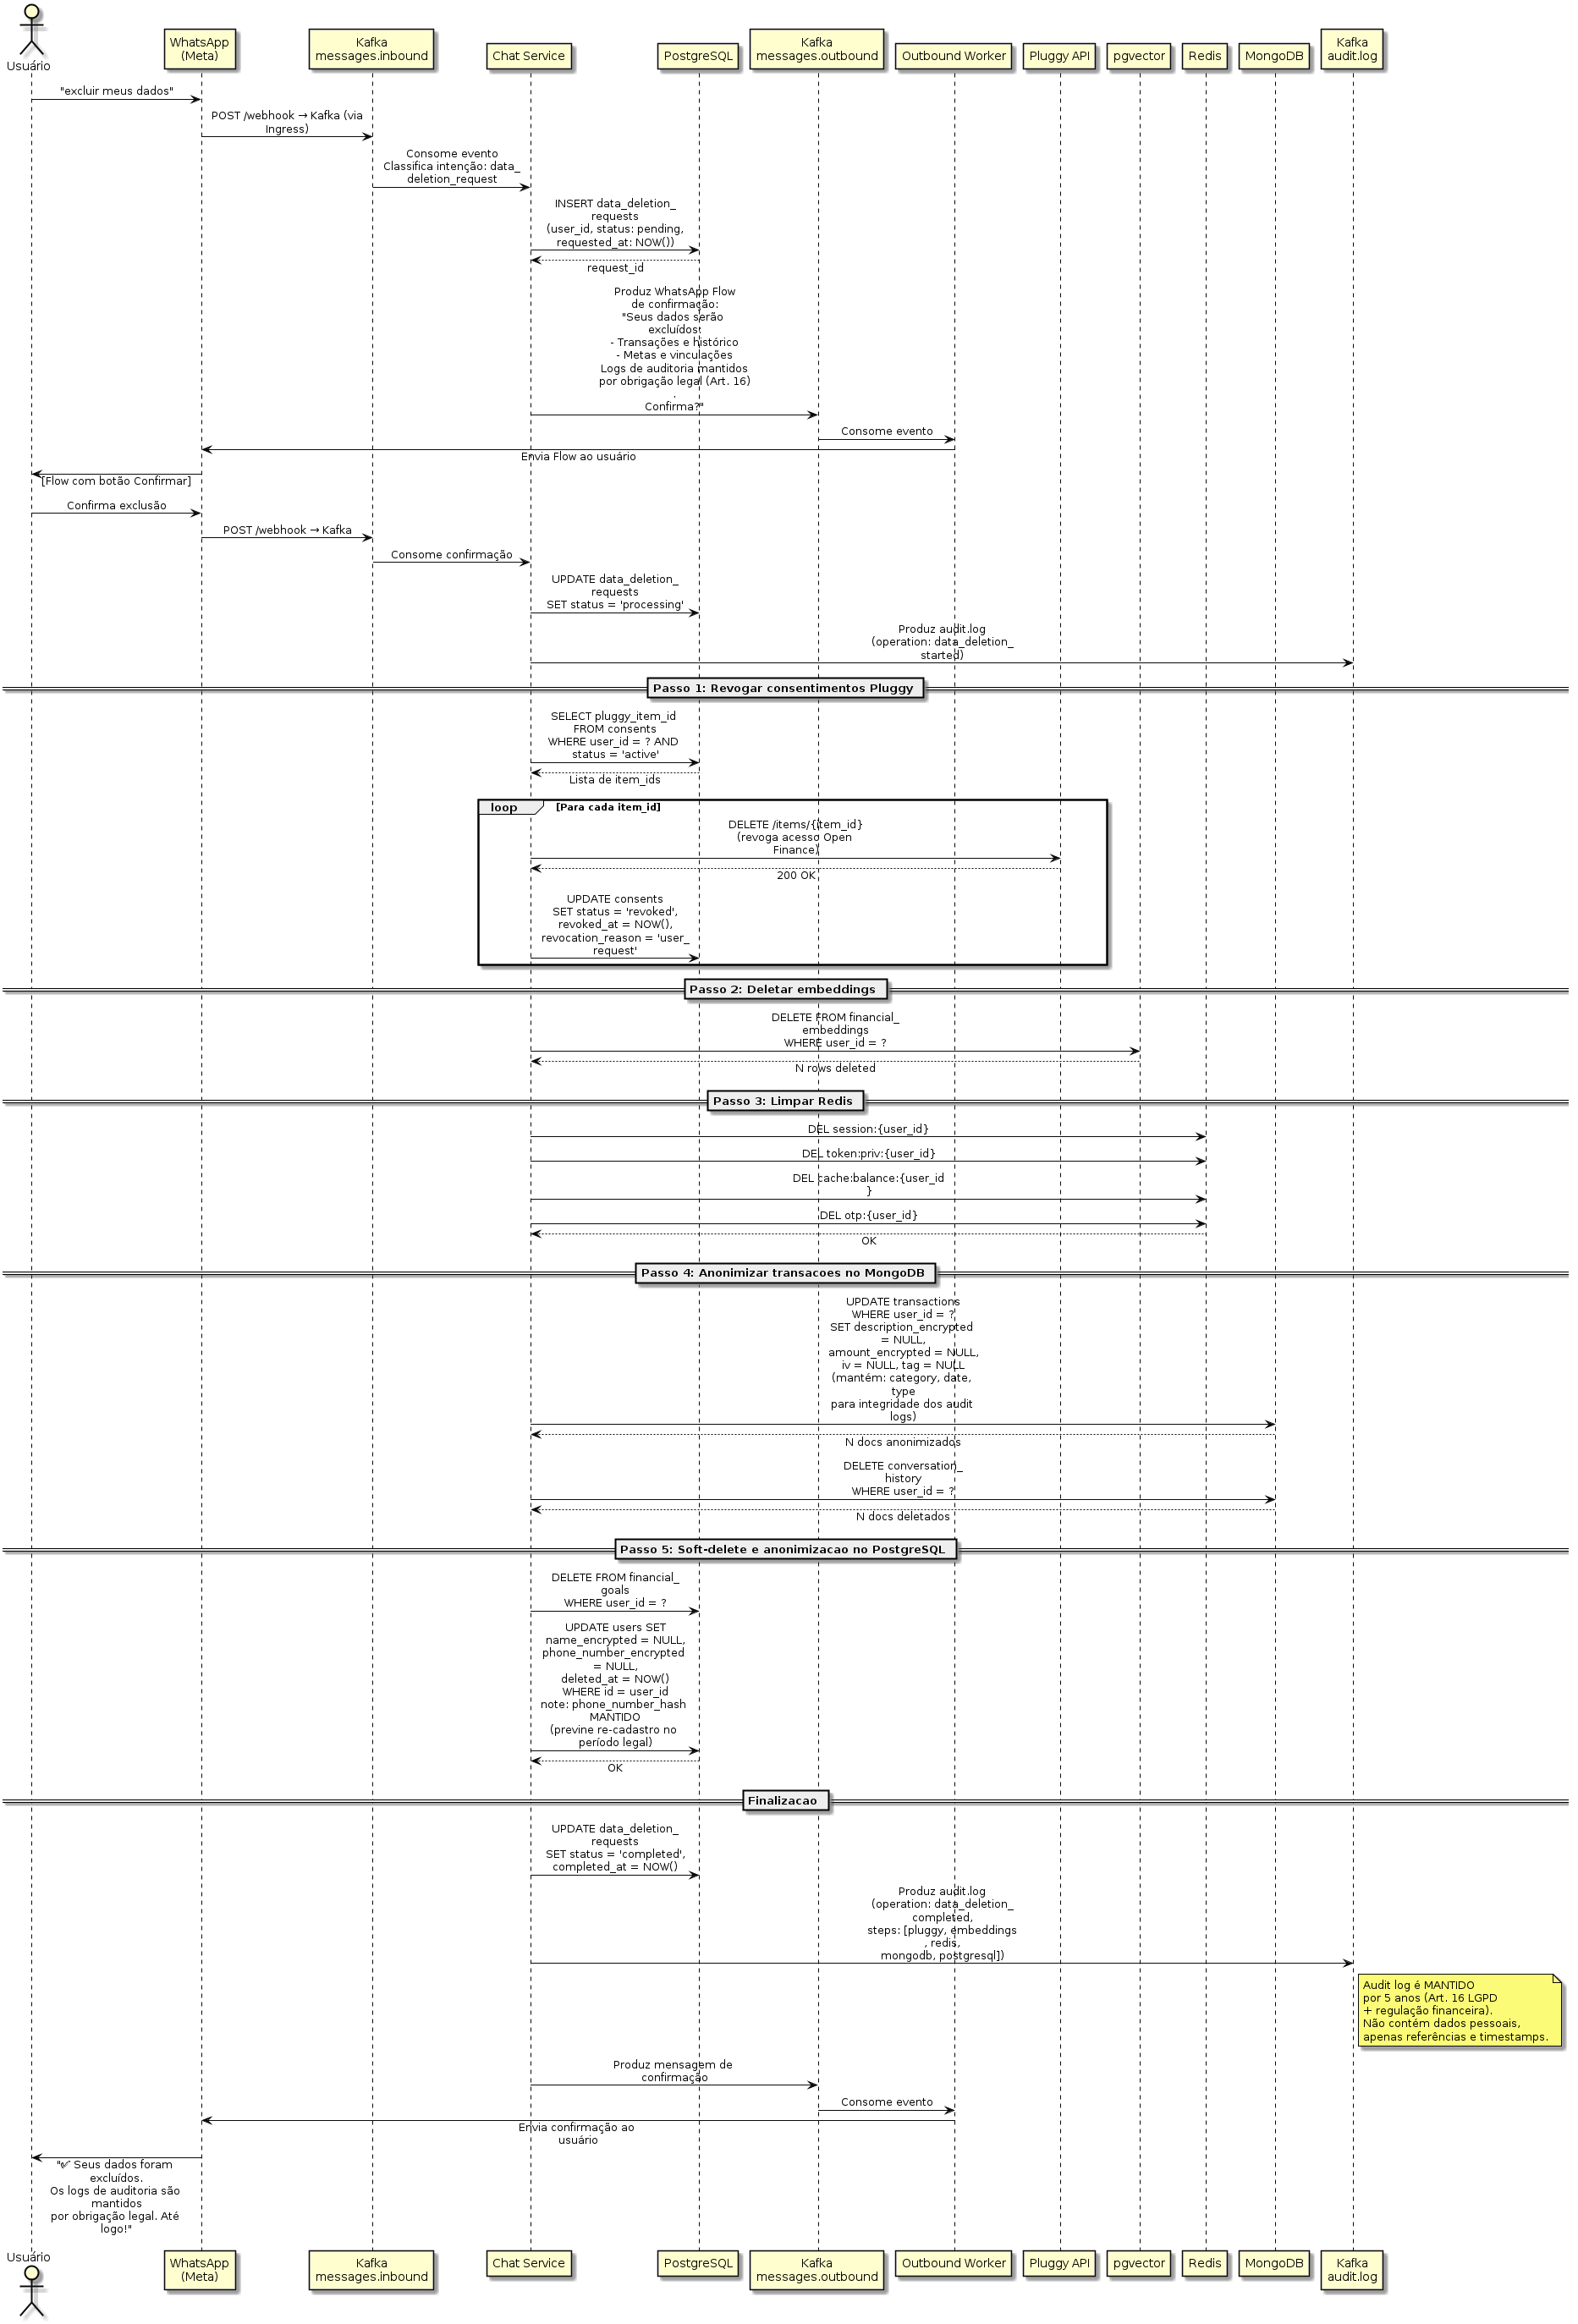 Usuário
WhatsApp
(Meta)
Kafka
messages.inbound
Chat Service
PostgreSQL
Kafka
messages.outbound
Outbound Worker
Pluggy API
pgvector
Redis
MongoDB
Kafka
audit.log
"excluir meus dados"
POST /webhook → Kafka (via
Ingress)
Consome evento
Classifica intenção: data_
deletion_request
INSERT data_deletion_
requests
(user_id, status: pending,
requested_at: NOW())
request_id
Produz WhatsApp Flow
de confirmação:
"Seus dados serão
excluídos:
- Transações e histórico
- Metas e vinculações
Logs de auditoria mantidos
por obrigação legal (Art. 16)
.
Confirma?"
Consome evento
Envia Flow ao usuário
[Flow com botão Confirmar]
Confirma exclusão
POST /webhook → Kafka
Consome confirmação
UPDATE data_deletion_
requests
SET status = 'processing'
Produz audit.log
(operation: data_deletion_
started)
Passo 1: Revogar consentimentos Pluggy
SELECT pluggy_item_id
FROM consents
WHERE user_id = ? AND
status = 'active'
Lista de item_ids
loop
[Para cada item_id]
DELETE /items/{item_id}
(revoga acesso Open
Finance)
200 OK
UPDATE consents
SET status = 'revoked',
revoked_at = NOW(),
revocation_reason = 'user_
request'
Passo 2: Deletar embeddings
DELETE FROM financial_
embeddings
WHERE user_id = ?
N rows deleted
Passo 3: Limpar Redis
DEL session:{user_id}
DEL token:priv:{user_id}
DEL cache:balance:{user_id
}
DEL otp:{user_id}
OK
Passo 4: Anonimizar transacoes no MongoDB
UPDATE transactions
WHERE user_id = ?
SET description_encrypted
= NULL,
amount_encrypted = NULL,
iv = NULL, tag = NULL
(mantém: category, date,
type
para integridade dos audit
logs)
N docs anonimizados
DELETE conversation_
history
WHERE user_id = ?
N docs deletados
Passo 5: Soft-delete e anonimizacao no PostgreSQL
DELETE FROM financial_
goals
WHERE user_id = ?
UPDATE users SET
name_encrypted = NULL,
phone_number_encrypted
= NULL,
deleted_at = NOW()
WHERE id = user_id
note: phone_number_hash
MANTIDO
(previne re-cadastro no
período legal)
OK
Finalizacao
UPDATE data_deletion_
requests
SET status = 'completed',
completed_at = NOW()
Produz audit.log
(operation: data_deletion_
completed,
steps: [pluggy, embeddings
, redis,
mongodb, postgresql])
Audit log é MANTIDO
por 5 anos (Art. 16 LGPD
+ regulação financeira).
Não contém dados pessoais,
apenas referências e timestamps.
Produz mensagem de
confirmação
Consome evento
Envia confirmação ao
usuário
"✅ Seus dados foram
excluídos.
Os logs de auditoria são
mantidos
por obrigação legal. Até
logo!"
Usuário
WhatsApp
(Meta)
Kafka
messages.inbound
Chat Service
PostgreSQL
Kafka
messages.outbound
Outbound Worker
Pluggy API
pgvector
Redis
MongoDB
Kafka
audit.log